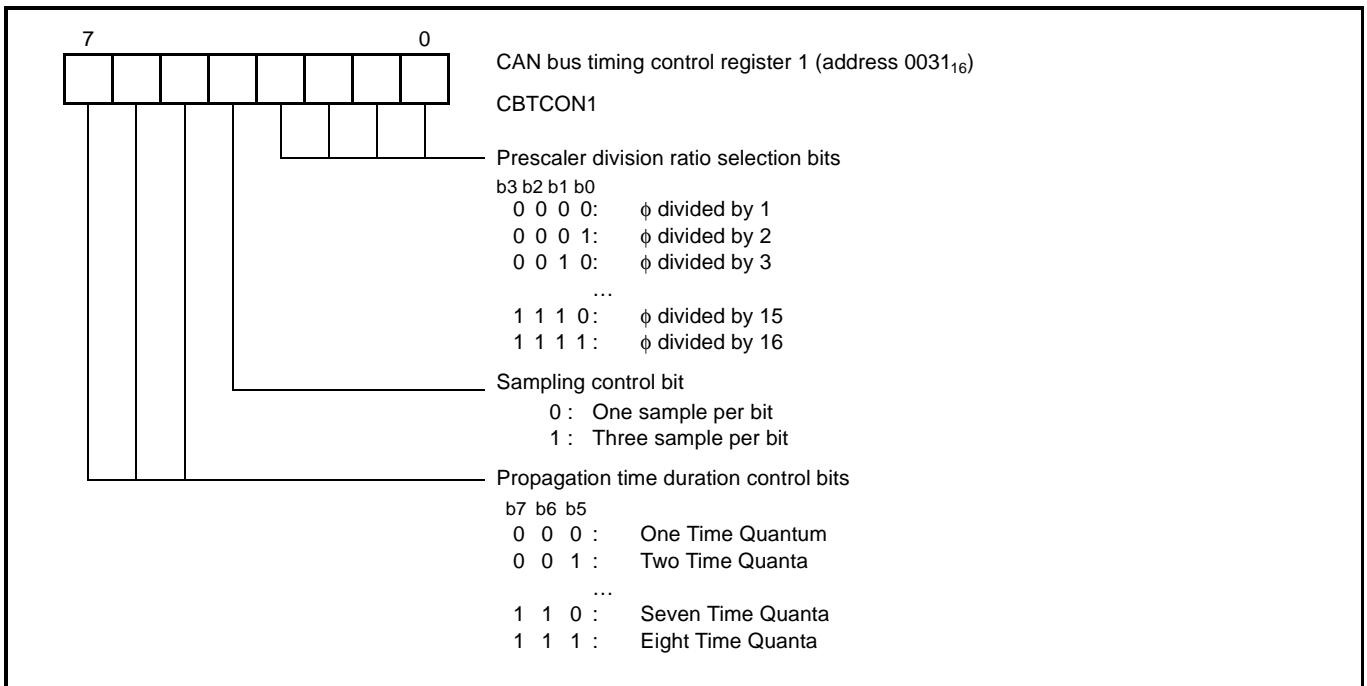 7 0
CAN bus timing control register 1 (address 0031₁₆)
CBTCON1
Prescaler division ratio selection bits
b3 b2 b1 b0
0 0 0 0: ϕ divided by 1
0 0 0 1: ϕ divided by 2
0 0 1 0: ϕ divided by 3
…
1 1 1 0: ϕ divided by 15
1 1 1 1: ϕ divided by 16
Sampling control bit
0 : One sample per bit
1 : Three sample per bit
Propagation time duration control bits
b7 b6 b5
0 0 0 : One Time Quantum
0 0 1 : Two Time Quanta
…
1 1 0 : Seven Time Quanta
1 1 1 : Eight Time Quanta